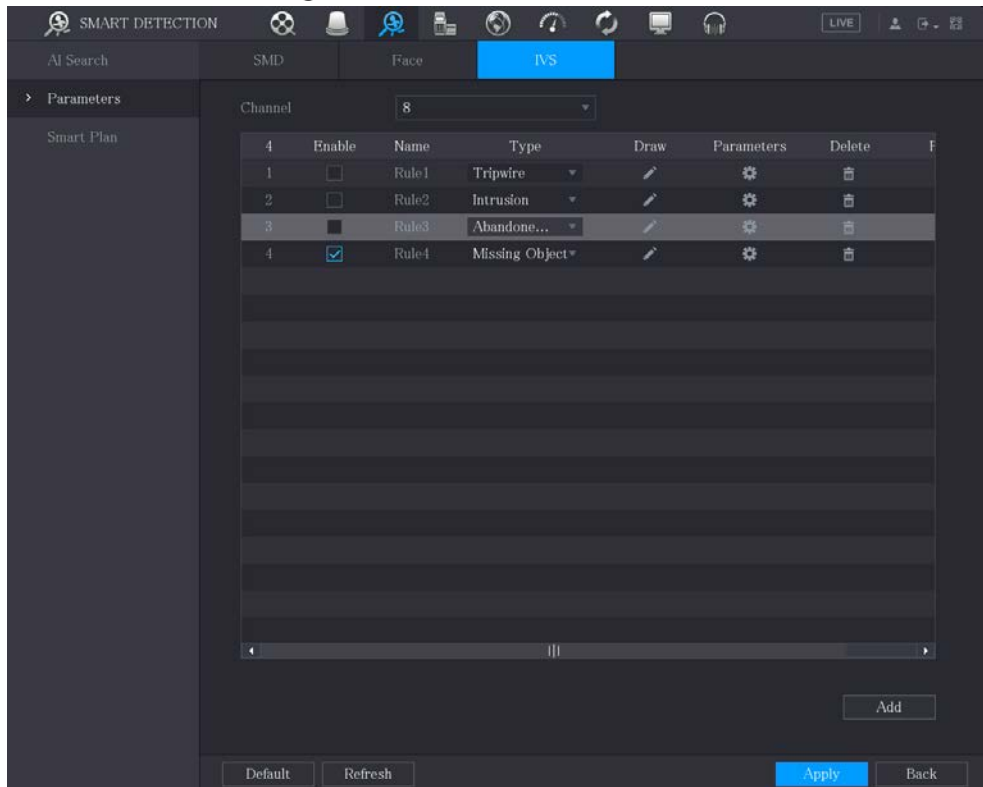 SMART DETECTION LIVE
AI Search SMD Face IVS
Parameters
Channel 8
Smart Plan
4 Enable Name Type Draw Parameters Delete
1 Rule1 Tripwire
2 Rule2 Intrusion
3 Rule3 Abandone...
4 Rule4 Missing Object
Add
Default Refresh Apply Back